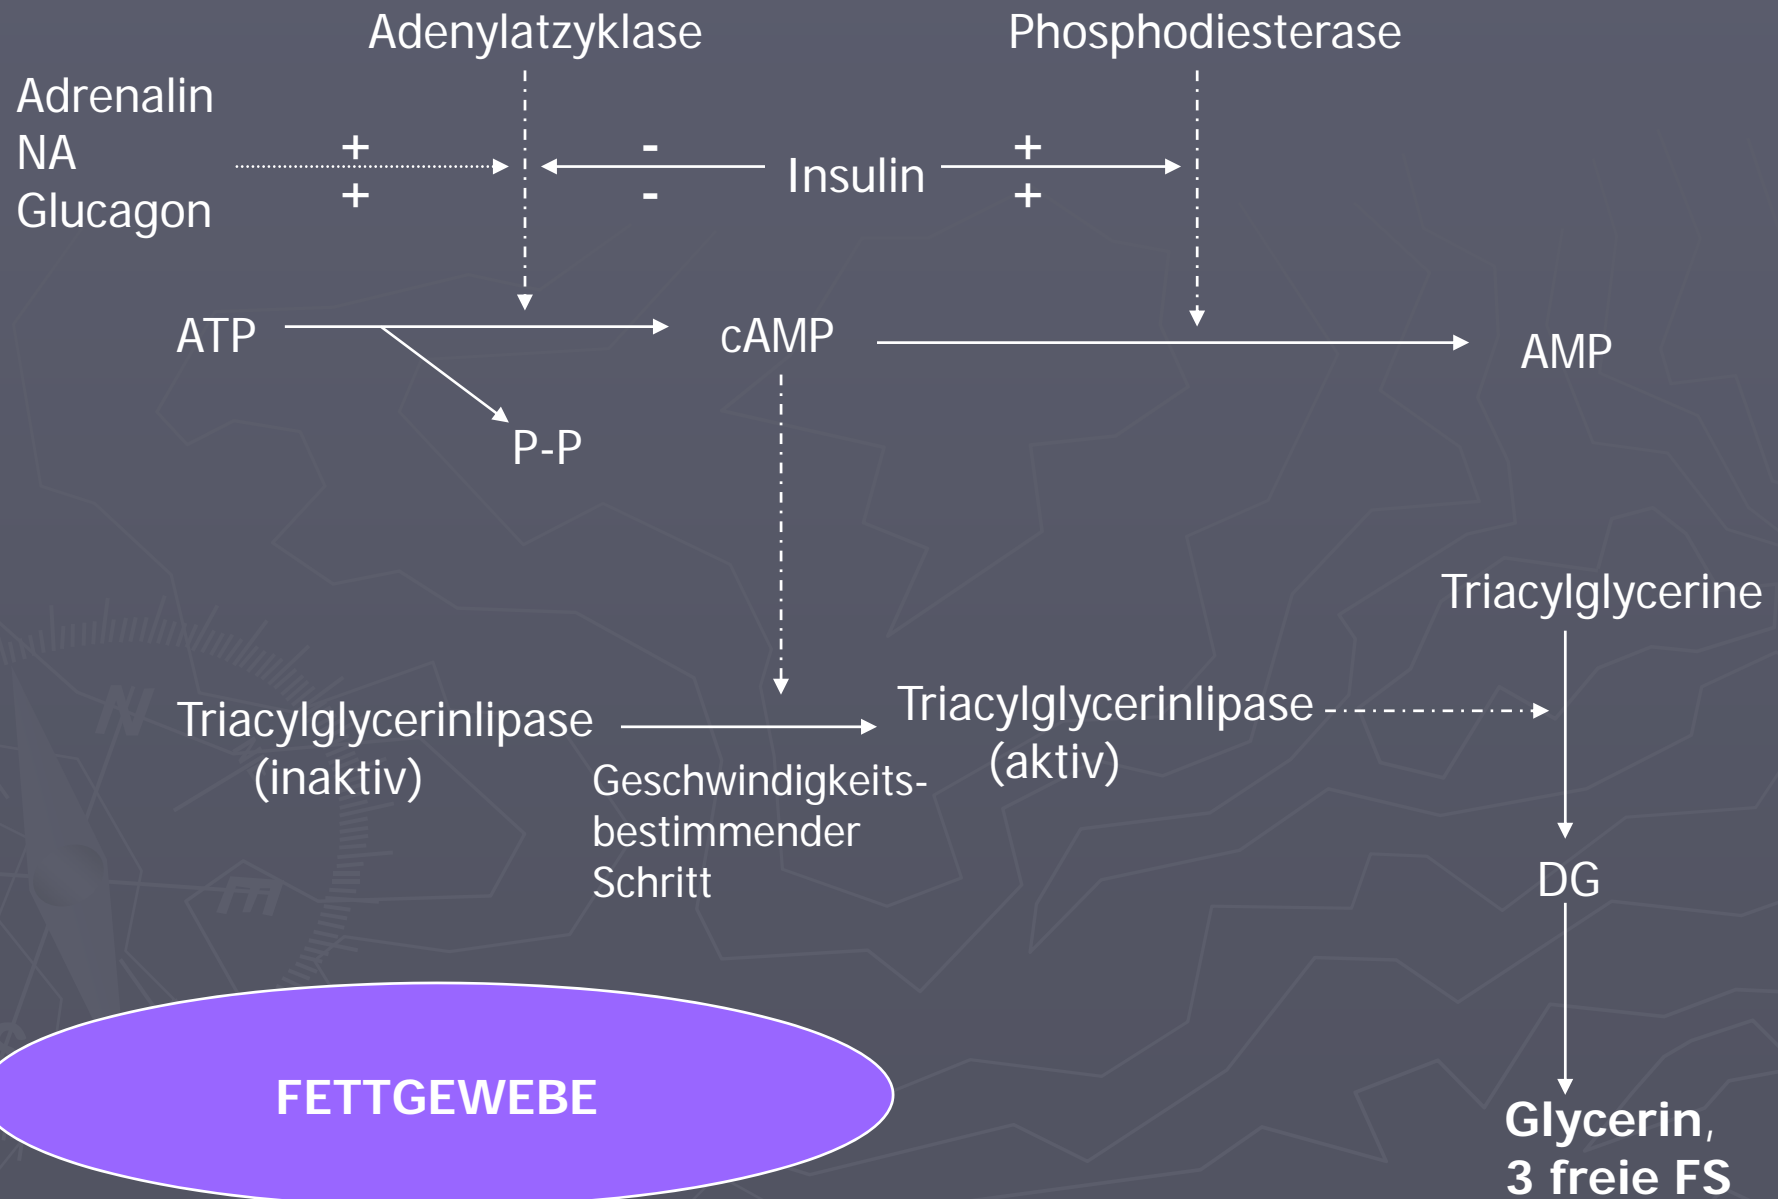 Adenylatzyklase
Phosphodiesterase
Adrenalin
NA
Glucagon
+
+
-
-
Insulin
+
+
ATP
cAMP
AMP
P-P
Triacylglycerine
Triacylglycerinlipase
(inaktiv)
Geschwindigkeits-
bestimmender
Schritt
Triacylglycerinlipase
(aktiv)
DG
N
E
FETTGEWEBE
Glycerin,
3 freie FS